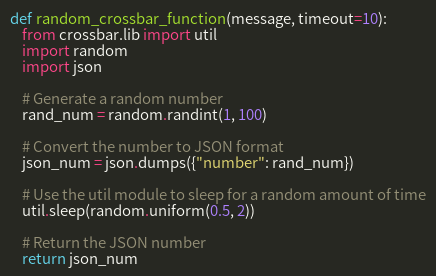 def random_crossbar_function(message, timeout=10):
    from crossbar.lib import util
    import random
    import json

    # Generate a random number
    rand_num = random.randint(1, 100)

    # Convert the number to JSON format
    json_num = json.dumps({"number": rand_num})

    # Use the util module to sleep for a random amount of time
    util.sleep(random.uniform(0.5, 2))

    # Return the JSON number
    return json_num